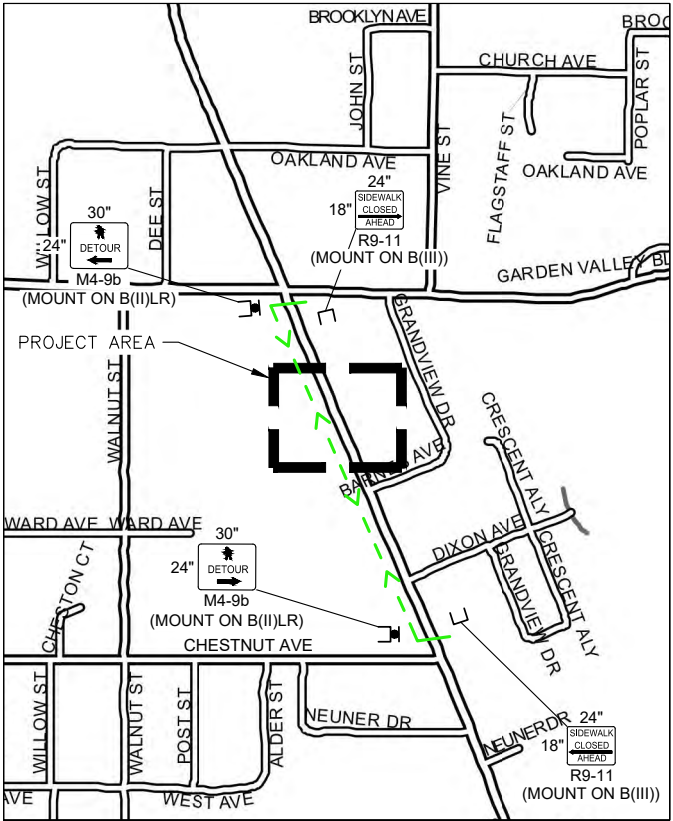 BROOKLYN AVE
BROO
CHURCH AVE
JOHN ST
POPLAR ST
FLAGSTAFF ST
VINE ST
OAKLAND AVE
OAKLAND AVE
WILLOW ST
DEE ST
30"
24"
DETOUR
M4-9b
(MOUNT ON B(II)LR)
24"
18"
SIDEWALK
CLOSED
AHEAD
R9-11
(MOUNT ON B(III))
GARDEN VALLEY BL
PROJECT AREA
GRANDVIEW DR
WALNUT ST
CRESCENT ALY
BARNES AVE
WARD AVE
WARD AVE
DIXON AVE
CRESCENT ALY
GRANDVIEW DR
CHESTON CT
30"
24"
DETOUR
M4-9b
(MOUNT ON B(II)LR)
CHESTNUT AVE
WILLOW ST
WALNUT ST
POST ST
ALDER ST
NEUNER DR
NEUNERDR
24"
18"
SIDEWALK
CLOSED
AHEAD
R9-11
(MOUNT ON B(III))
AVE
WEST AVE